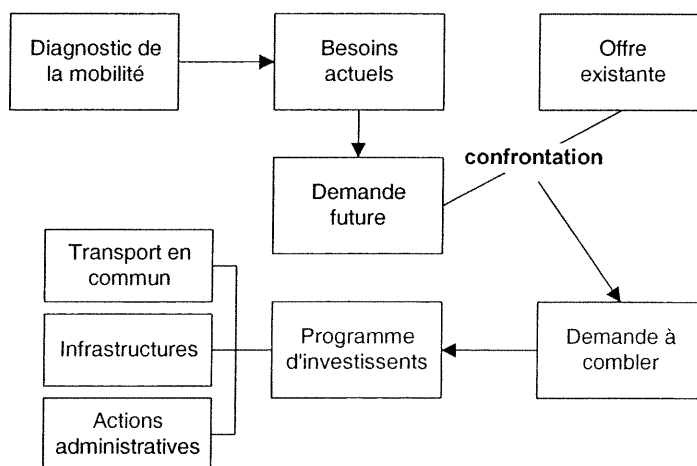 Diagnostic de
la mobilité
Besoins
actuels
Offre
existante
confrontation
Demande
future
Transport en
commun
Infrastructures
Actions
administratives
Programme
d'investissents
Demande à
combler